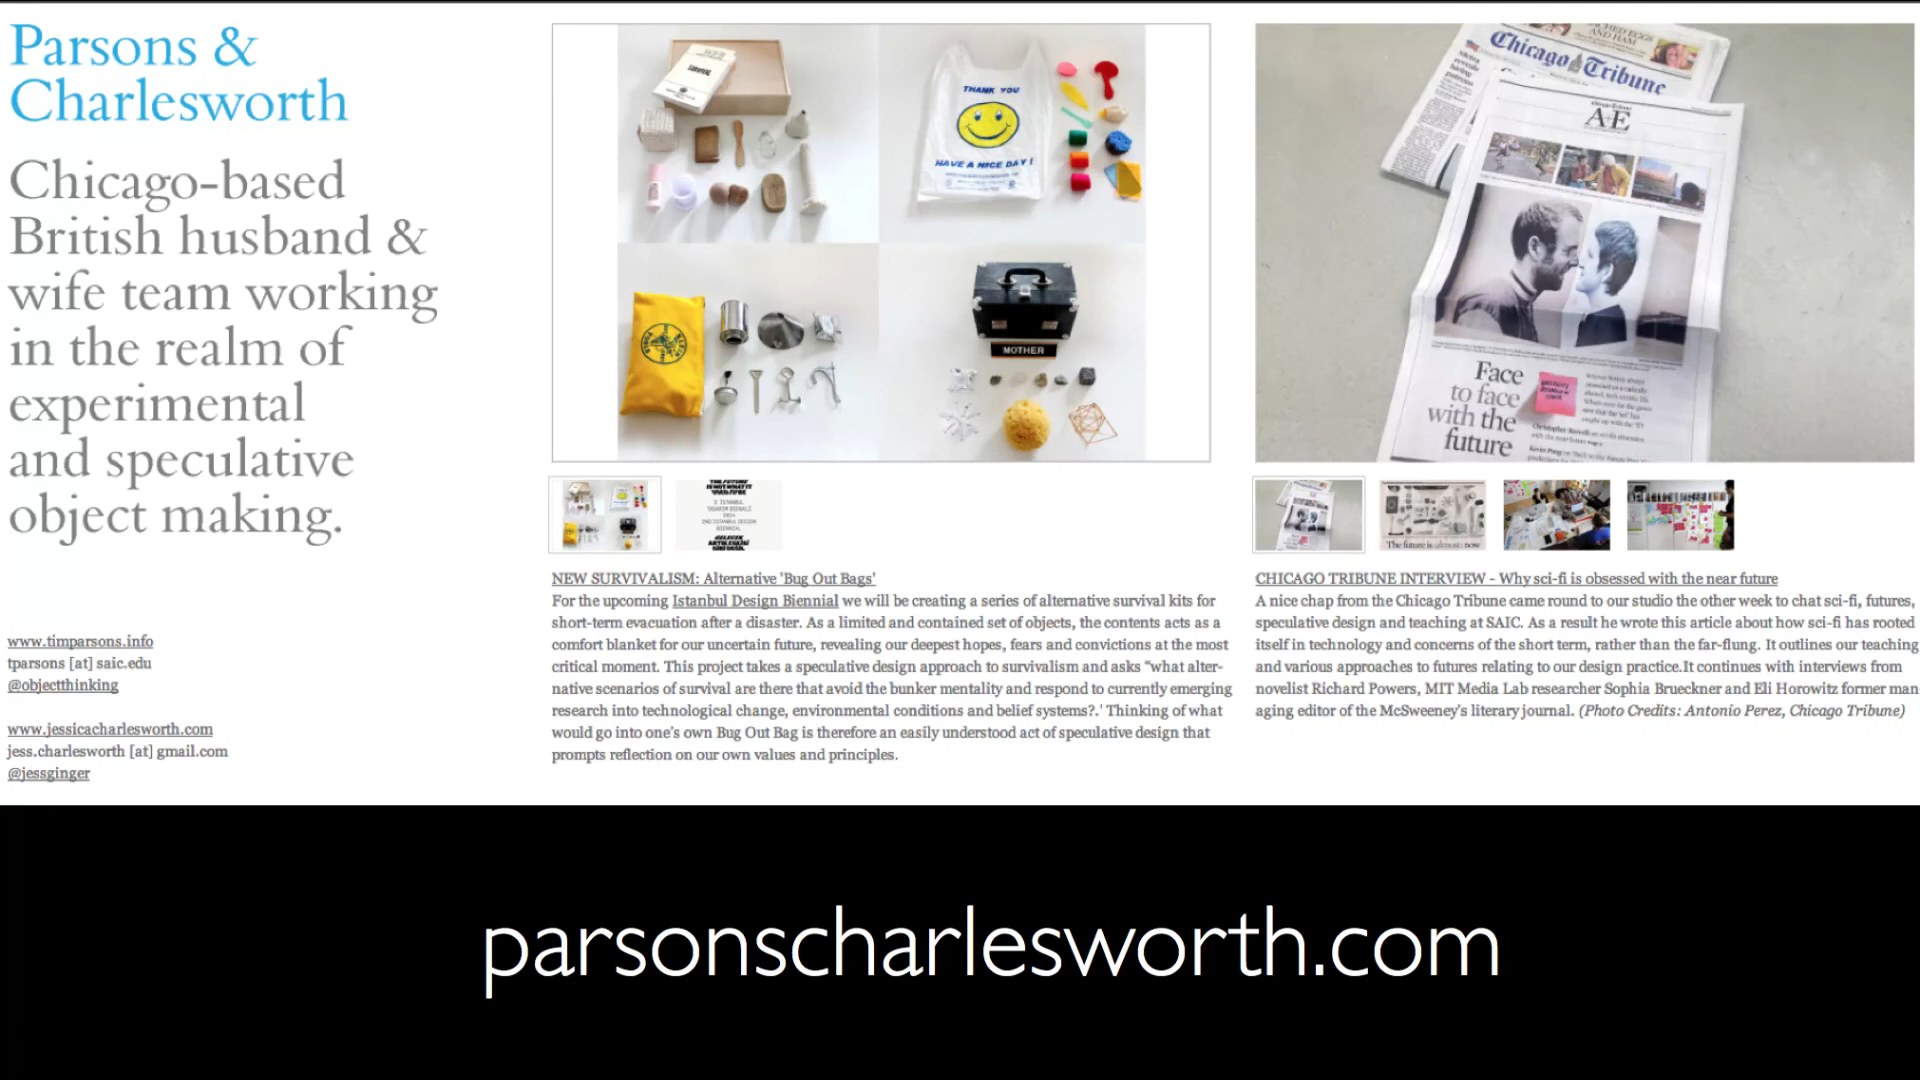 Parsons &
Charlesworth
Chicago-based
British husband &
wife team working
in the realm of
experimental
and speculative
object making.
www.timparsons.info
tparsons [at] saic.edu
@objectthinking
www.jessicacharlesworth.com
jess.charlesworth [at] gmail.com
@jessginger
THANK YOU
HAVE A NICE DAY!
MOTHER
NEW SURVIVALISM: Alternative 'Bug Out Bags'
For the upcoming Istanbul Design Biennial we will be creating a series of alternative survival kits for
short-term evacuation after a disaster. As a limited and contained set of objects, the contents acts as a
comfort blanket for our uncertain future, revealing our deepest hopes, fears and convictions at the most
critical moment. This project takes a speculative design approach to survivalism and asks “what alter-
native scenarios of survival are there that avoid the bunker mentality and respond to currently emerging
research into technological change, environmental conditions and belief systems?.' Thinking of what
would go into one's own Bug Out Bag is therefore an easily understood act of speculative design that
prompts reflection on our own values and principles.
EGGS
AND HAM
Chicago Tribune
Chicago Tribune
A+E
Face
to face
with the
future
The future is almost now
CHICAGO TRIBUNE INTERVIEW - Why sci-fi is obsessed with the near future
A nice chap from the Chicago Tribune came round to our studio the other week to chat sci-fi, futures,
speculative design and teaching at SAIC. As a result he wrote this article about how sci-fi has rooted
itself in technology and concerns of the short term, rather than the far-flung. It outlines our teaching
and various approaches to futures relating to our design practice.It continues with interviews from
novelist Richard Powers, MIT Media Lab researcher Sophia Brueckner and Eli Horowitz former man-
aging editor of the McSweeney's literary journal. (Photo Credits: Antonio Perez, Chicago Tribune)
parsonscharlesworth.com